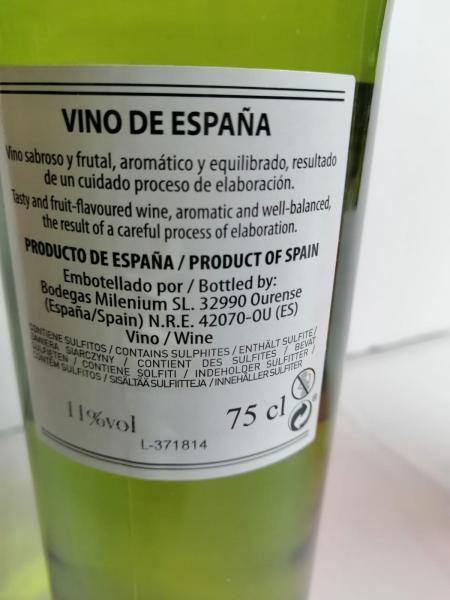 VINO DE ESPAÑA
Vino sabroso y frutal, aromático y equilibrado, resultado
de un cuidado proceso de elaboración.
Tasty and fruit-flavoured wine, aromatic and well-balanced,
the result of a careful process of elaboration.
PRODUCTO DE ESPAÑA / PRODUCT OF SPAIN
Embotellado por / Bottled by:
Bodegas Milenium SL. 32990 Ourense
(España/Spain) N.R.E. 42070-OU (ES)
Vino / Wine
CONTIENE SULFITOS / CONTAINS SULPHITES / ENTHÄLT SULFITE /
ZAWIERA SIARCZYNY / CONTIENT DES SULFITES / BEVAT
SULFIETEN / CONTIENE SOLFITI / INDEHOLDER SULFITTER /
CONTÉM SULFITOS / SISÄLTÄÄ SULFIITTEJA / INNEHÅLLER SULFITER
11%vol
75 cl
L-371814